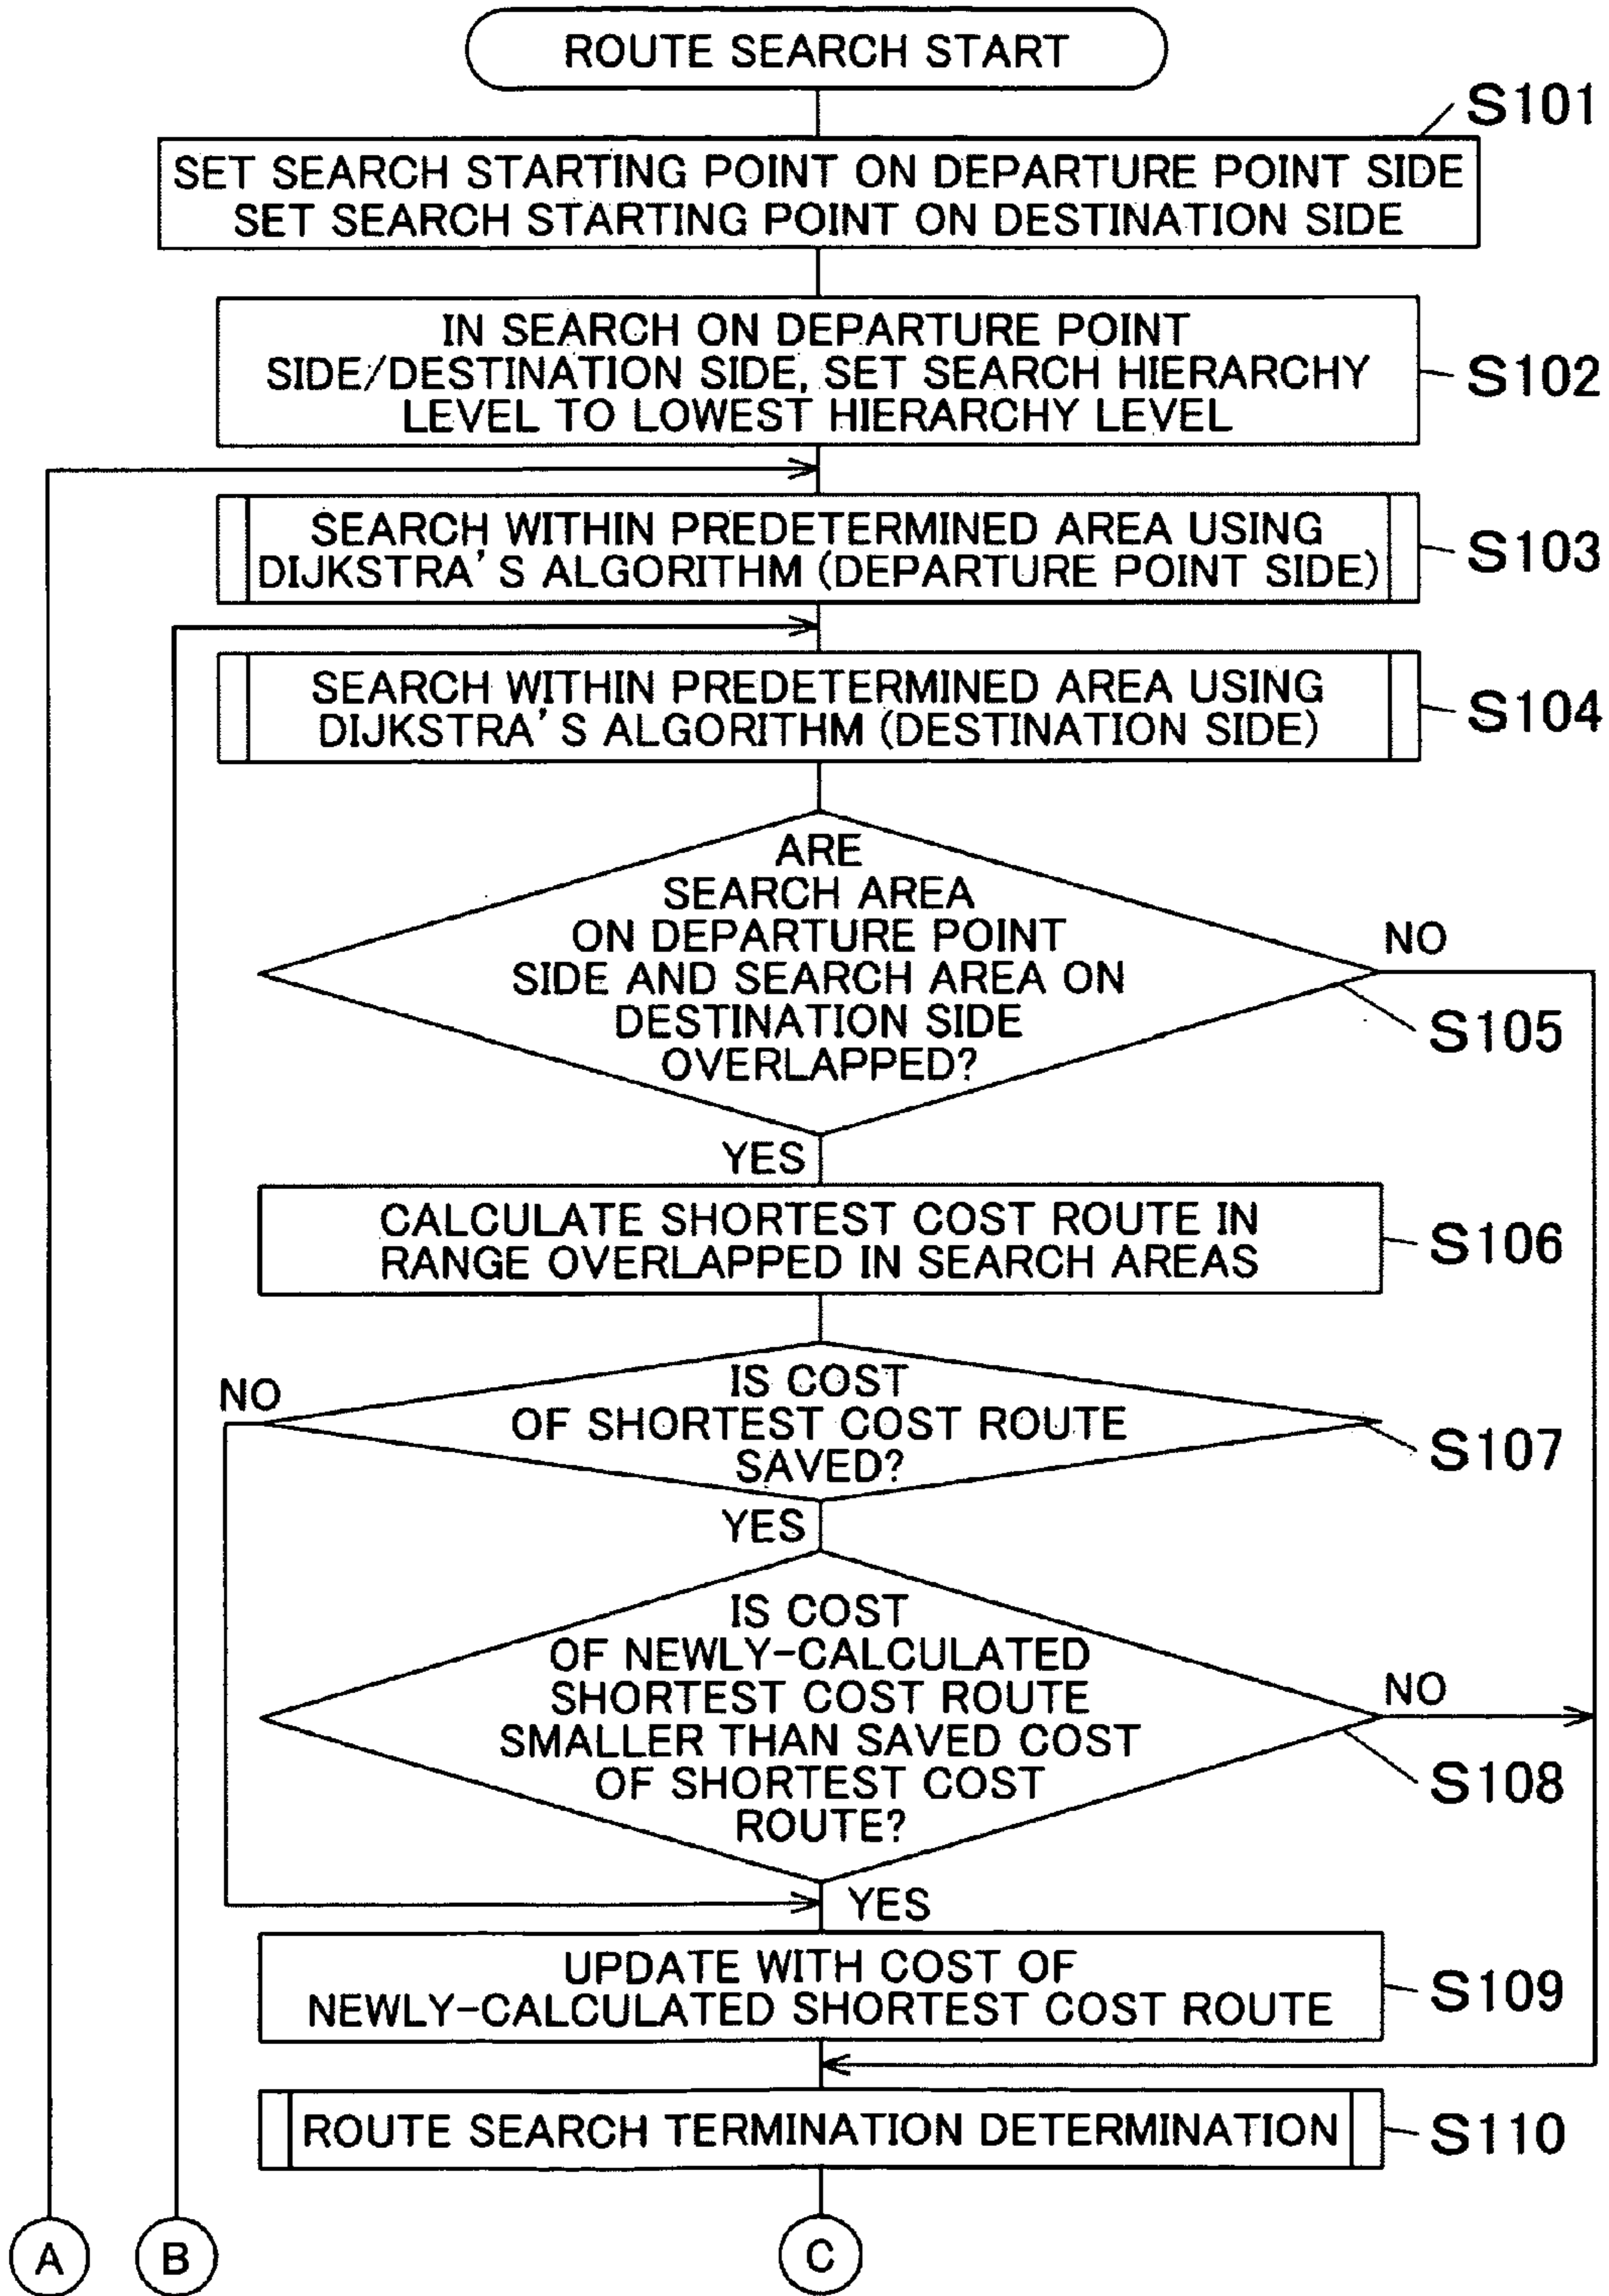 ROUTE SEARCH START
S101
SET SEARCH STARTING POINT ON DEPARTURE POINT SIDE
SET SEARCH STARTING POINT ON DESTINATION SIDE
IN SEARCH ON DEPARTURE POINT
SIDE/DESTINATION SIDE, SET SEARCH HIERARCHY
LEVEL TO LOWEST HIERARCHY LEVEL
S102
SEARCH WITHIN PREDETERMINED AREA USING
DIJKSTRA'S ALGORITHM (DEPARTURE POINT SIDE)
S103
SEARCH WITHIN PREDETERMINED AREA USING
DIJKSTRA'S ALGORITHM (DESTINATION SIDE)
S104
ARE
SEARCH AREA
ON DEPARTURE POINT
SIDE AND SEARCH AREA ON
DESTINATION SIDE
OVERLAPPED?
NO
S105
YES
CALCULATE SHORTEST COST ROUTE IN
RANGE OVERLAPPED IN SEARCH AREAS
S106
NO
IS COST
OF SHORTEST COST ROUTE
SAVED?
S107
YES
IS COST
OF NEWLY-CALCULATED
SHORTEST COST ROUTE
SMALLER THAN SAVED COST
OF SHORTEST COST
ROUTE?
NO
S108
YES
UPDATE WITH COST OF
NEWLY-CALCULATED SHORTEST COST ROUTE
S109
ROUTE SEARCH TERMINATION DETERMINATION
S110
A
B
C